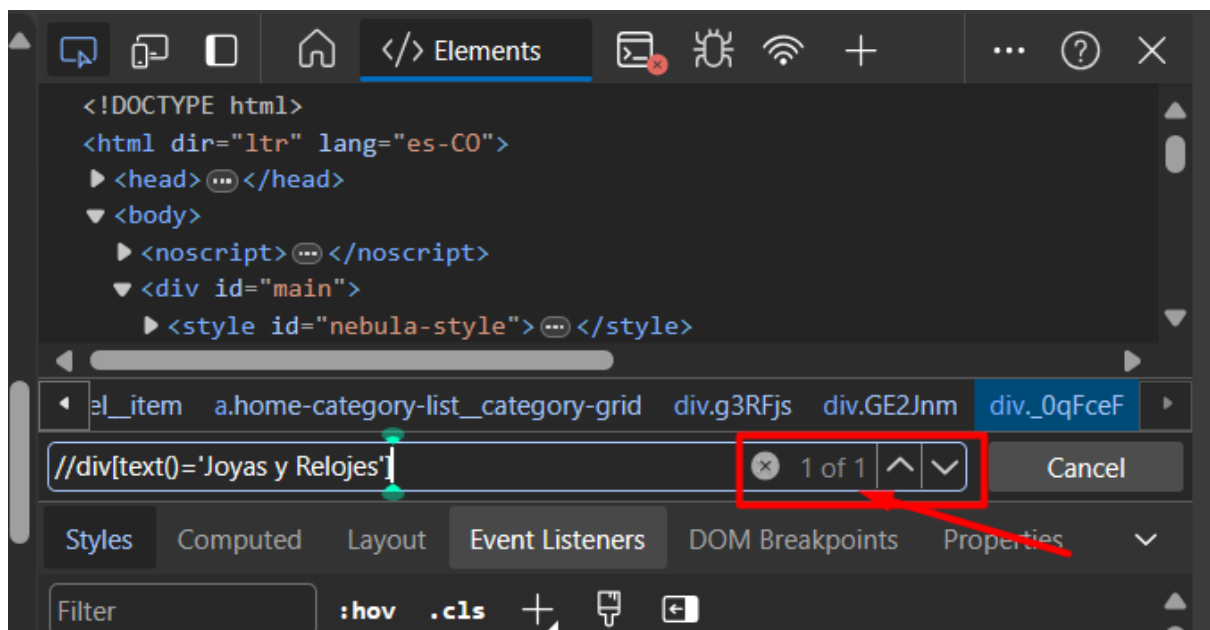 </> Elements
<!DOCTYPE html>
<html dir="ltr" lang="es-CO">
<head>…</head>
<body>
<noscript>…</noscript>
<div id="main">
<style id="nebula-style">…</style>
el__item a.home-category-list__category-grid div.g3RFjs div.GE2Jnm div._0qFceF
//div[text()='Joyas y Relojes'] 1 of 1 Cancel
Styles Computed Layout Event Listeners DOM Breakpoints Properties
Filter :hov .cls